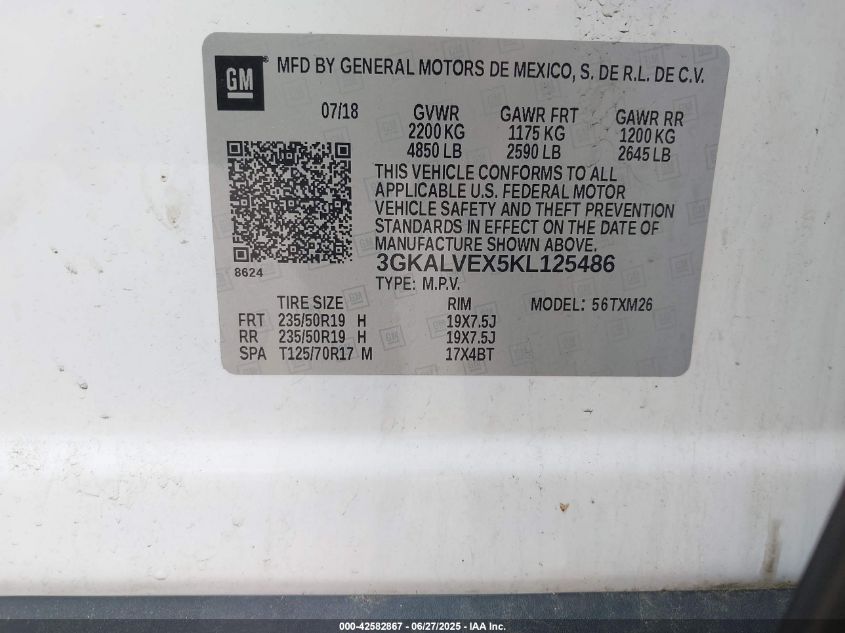 GM
MFD BY GENERAL MOTORS DE MEXICO, S. DE R.L. DE C.V.
07/18 GVWR GAWR FRT GAWR RR
2200 KG 1175 KG 1200 KG
4850 LB 2590 LB 2645 LB
THIS VEHICLE CONFORMS TO ALL
APPLICABLE U.S. FEDERAL MOTOR
VEHICLE SAFETY AND THEFT PREVENTION
STANDARDS IN EFFECT ON THE DATE OF
MANUFACTURE SHOWN ABOVE.
3GKALVEX5KL125486
8624
TYPE: M.P.V.
TIRE SIZE RIM MODEL: 56TXM26
FRT 235/50R19 H 19X7.5J
RR 235/50R19 H 19X7.5J
SPA T125/70R17 M 17X4BT
000-42582867 - 06/27/2025 - IAA Inc.